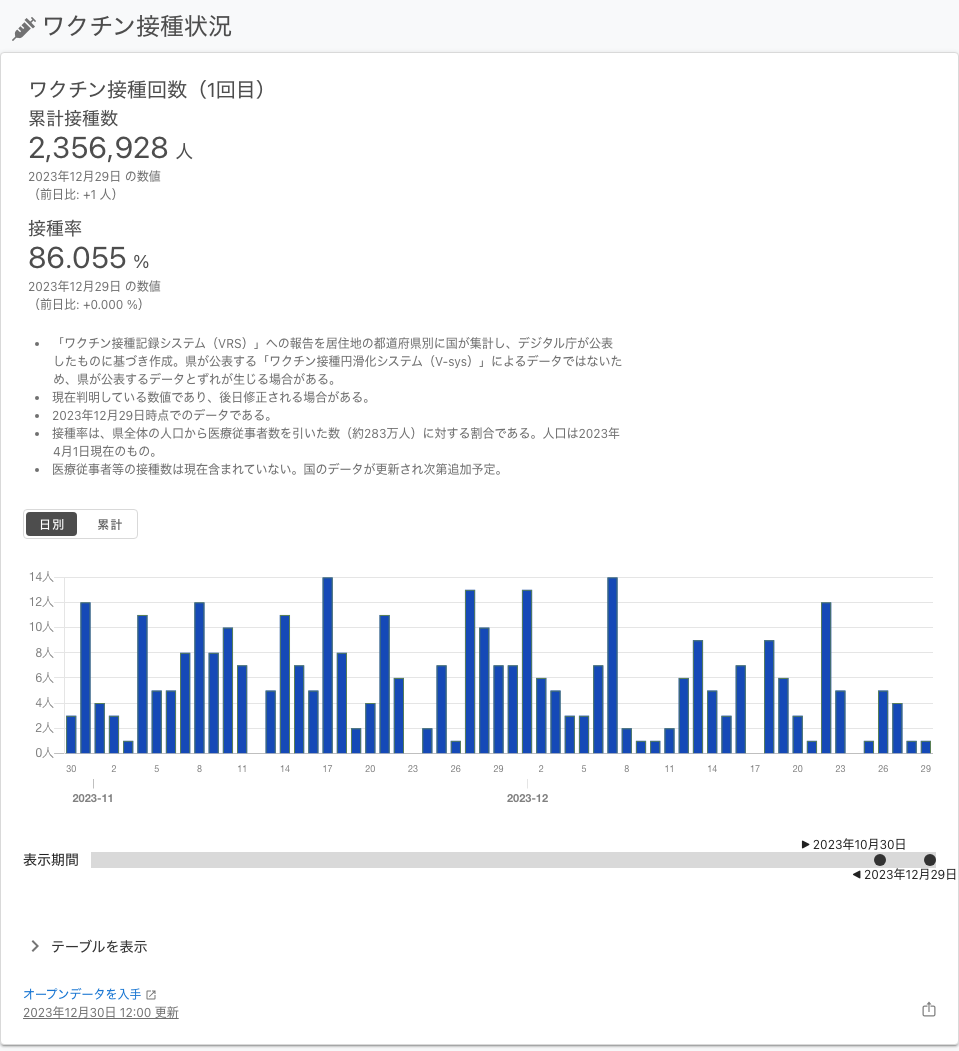 ワクチン接種状況
ワクチン接種回数（1回目）
累計接種数
2,356,928 人
2023年12月29日 の数値
（前日比: +1 人）
接種率
86.055 %
2023年12月29日 の数値
（前日比: +0.000 %）
• 「ワクチン接種記録システム（VRS）」への報告を居住地の都道府県別に国が集計し、デジタル庁が公表
したものに基づき作成。県が公表する「ワクチン接種円滑化システム（V-sys）」によるデータではないた
め、県が公表するデータとずれが生じる場合がある。
• 現在判明している数値であり、後日修正される場合がある。
• 2023年12月29日時点でのデータである。
• 接種率は、県全体の人口から医療従事者数を引いた数（約283万人）に対する割合である。人口は2023年
4月1日現在のもの。
• 医療従事者等の接種数は現在含まれていない。国のデータが更新され次第追加予定。
日別 累計
14人
12人
10人
8人
6人
4人
2人
0人
30 2 5 8 11 14 17 20 23 26 29 2 5 8 11 14 17 20 23 26 29
2023-11 2023-12
▶ 2023年10月30日
表示期間
◀ 2023年12月29日
テーブルを表示
オープンデータを入手
2023年12月30日 12:00 更新